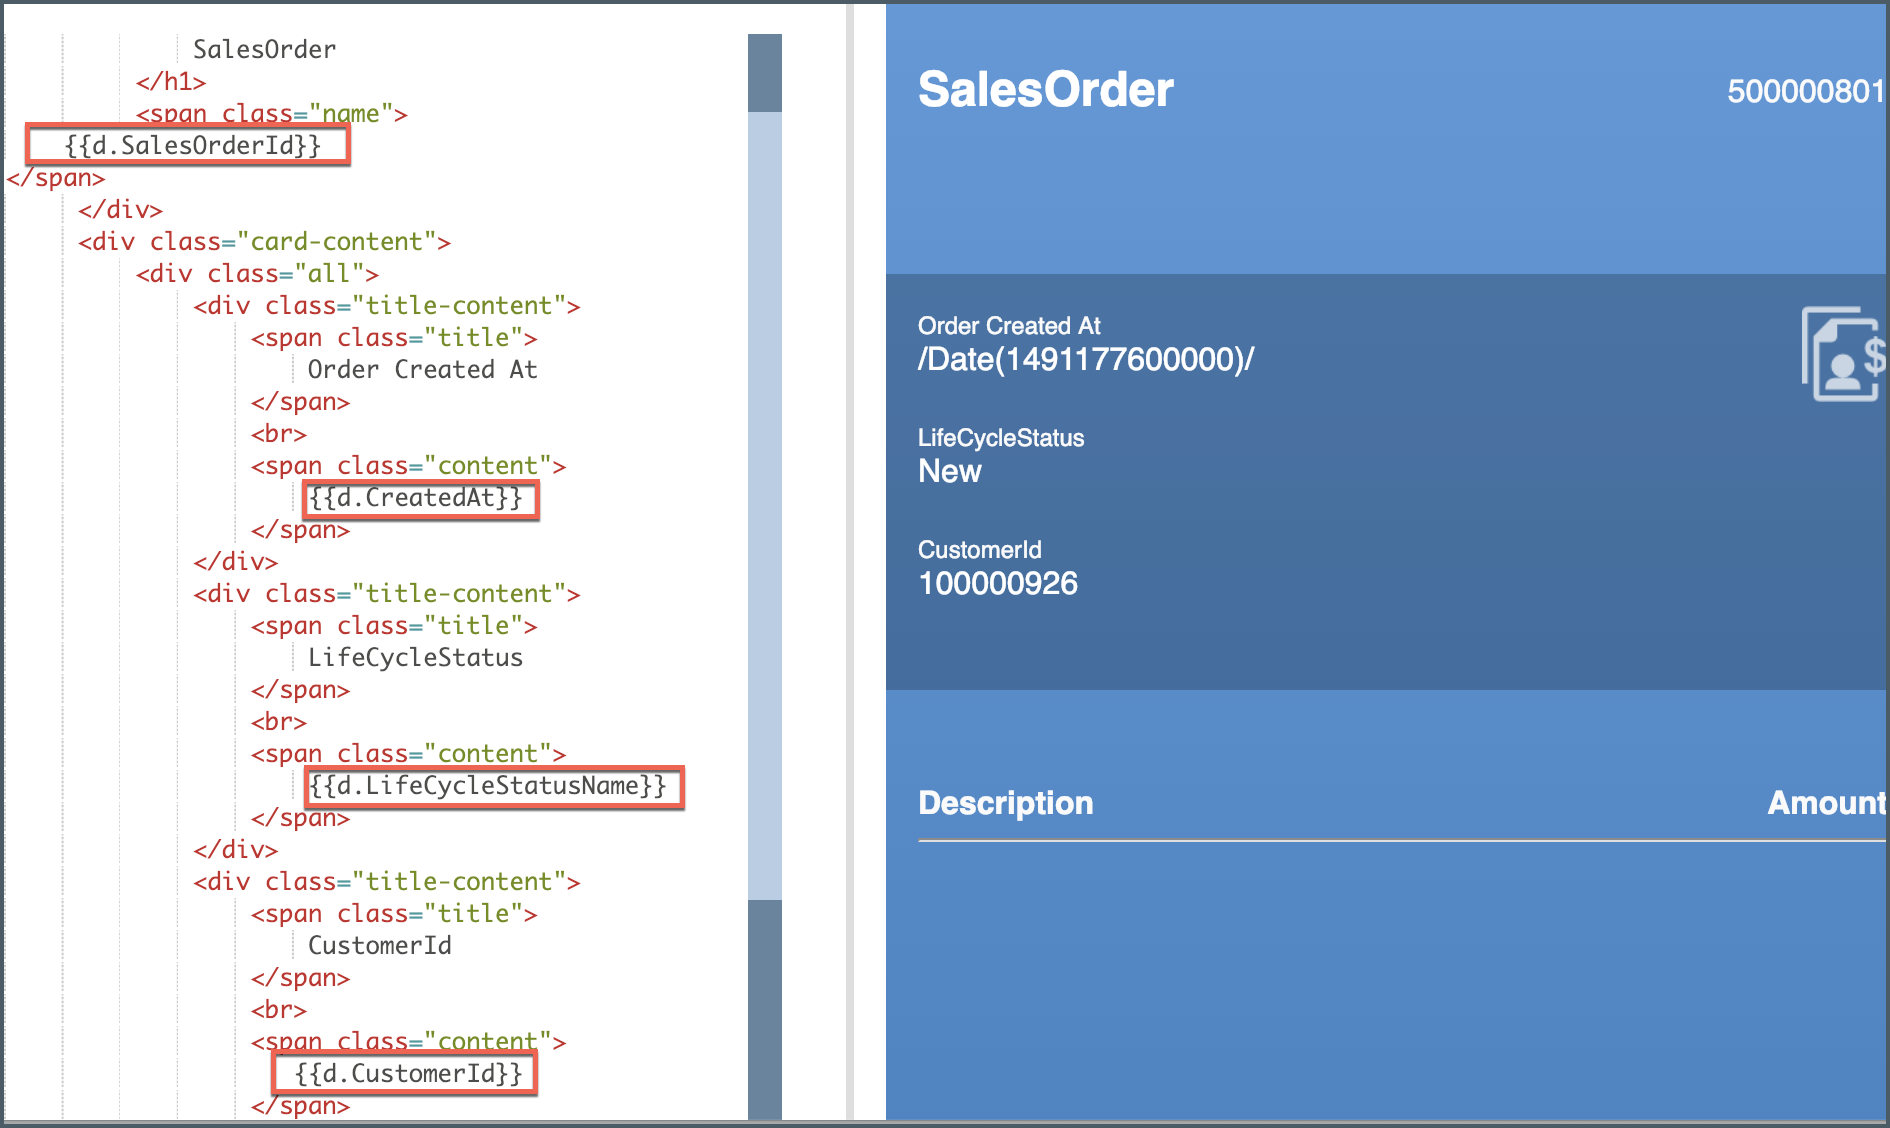 SalesOrder
</h1>
<span class="name">
{{d.SalesOrderId}}
</span>
</div>
<div class="card-content">
<div class="all">
<div class="title-content">
<span class="title">
Order Created At
</span>
<br>
<span class="content">
{{d.CreatedAt}}
</span>
</div>
<div class="title-content">
<span class="title">
LifeCycleStatus
</span>
<br>
<span class="content">
{{d.LifeCycleStatusName}}
</span>
</div>
<div class="title-content">
<span class="title">
CustomerId
</span>
<br>
<span class="content">
{{d.CustomerId}}
</span>
SalesOrder 500000801
Order Created At
/Date(1491177600000)/
$
LifeCycleStatus
New
CustomerId
100000926
Description Amount